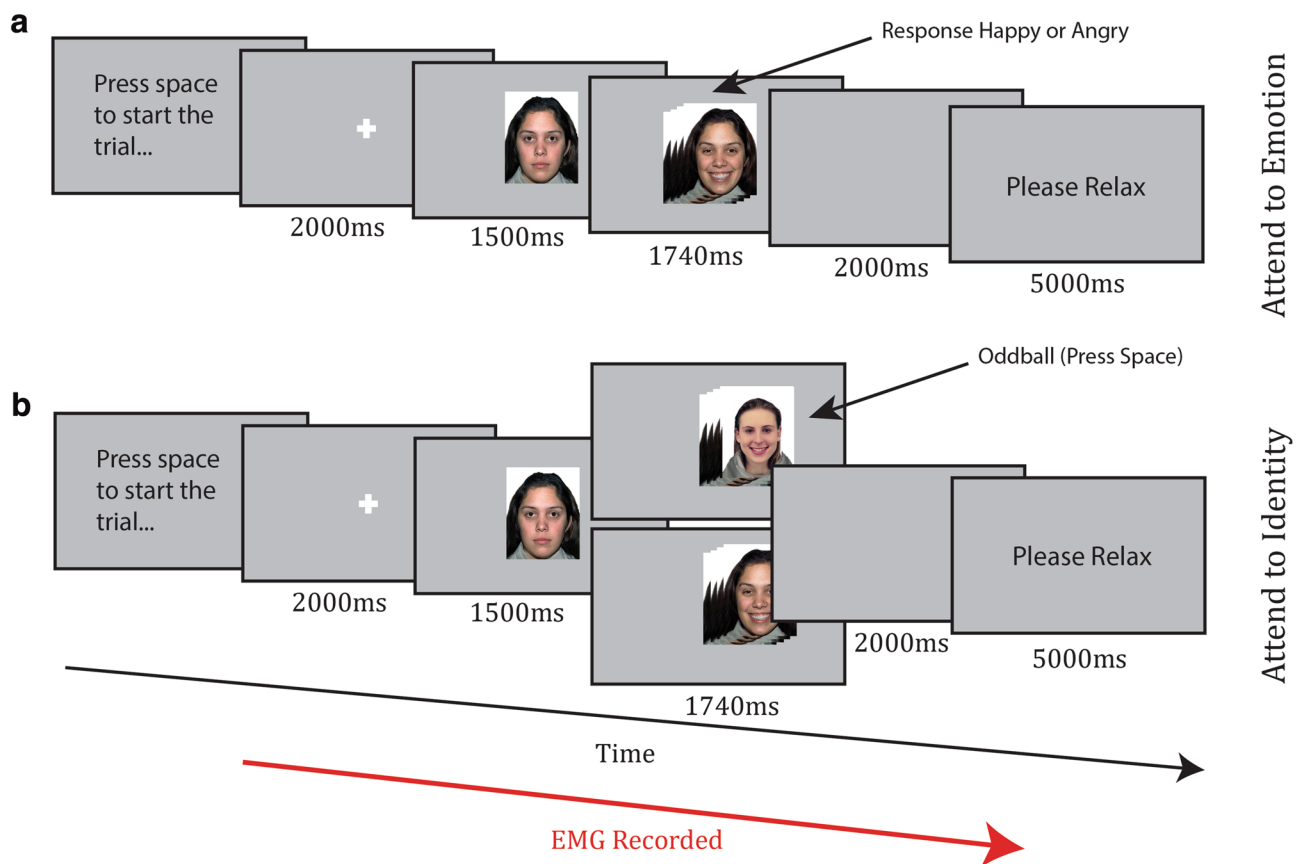 a
Response Happy or Angry
Press space
to start the
trial...
2000ms
1500ms
1740ms
2000ms
Please Relax
5000ms
Attend to Emotion
b
Oddball (Press Space)
Press space
to start the
trial...
2000ms
1500ms
1740ms
2000ms
Please Relax
5000ms
Attend to Identity
Time
EMG Recorded